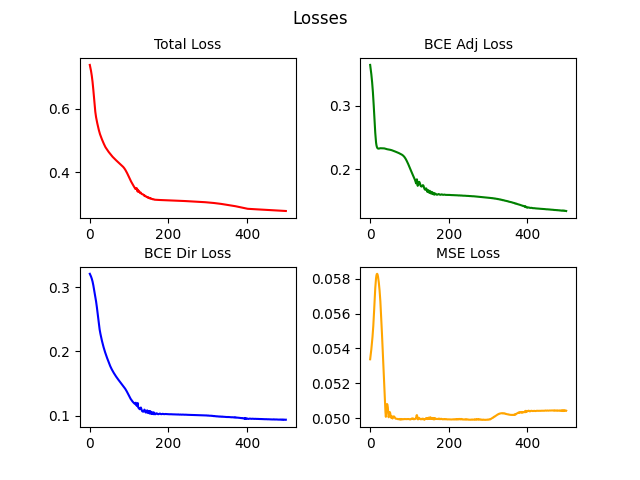 Losses
Total Loss
BCE Adj Loss
0.6
0.4
0 200 400
0.3
0.2
0 200 400
BCE Dir Loss
MSE Loss
0.3
0.2
0.1
0 200 400
0.058
0.056
0.054
0.052
0.050
0 200 400